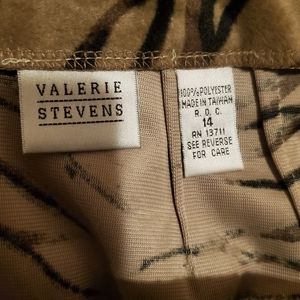 VALERIE
STEVENS
100% POLYESTER
MADE IN TAIWAN
R. O. C.
14
RN 13711
SEE REVERSE
FOR CARE